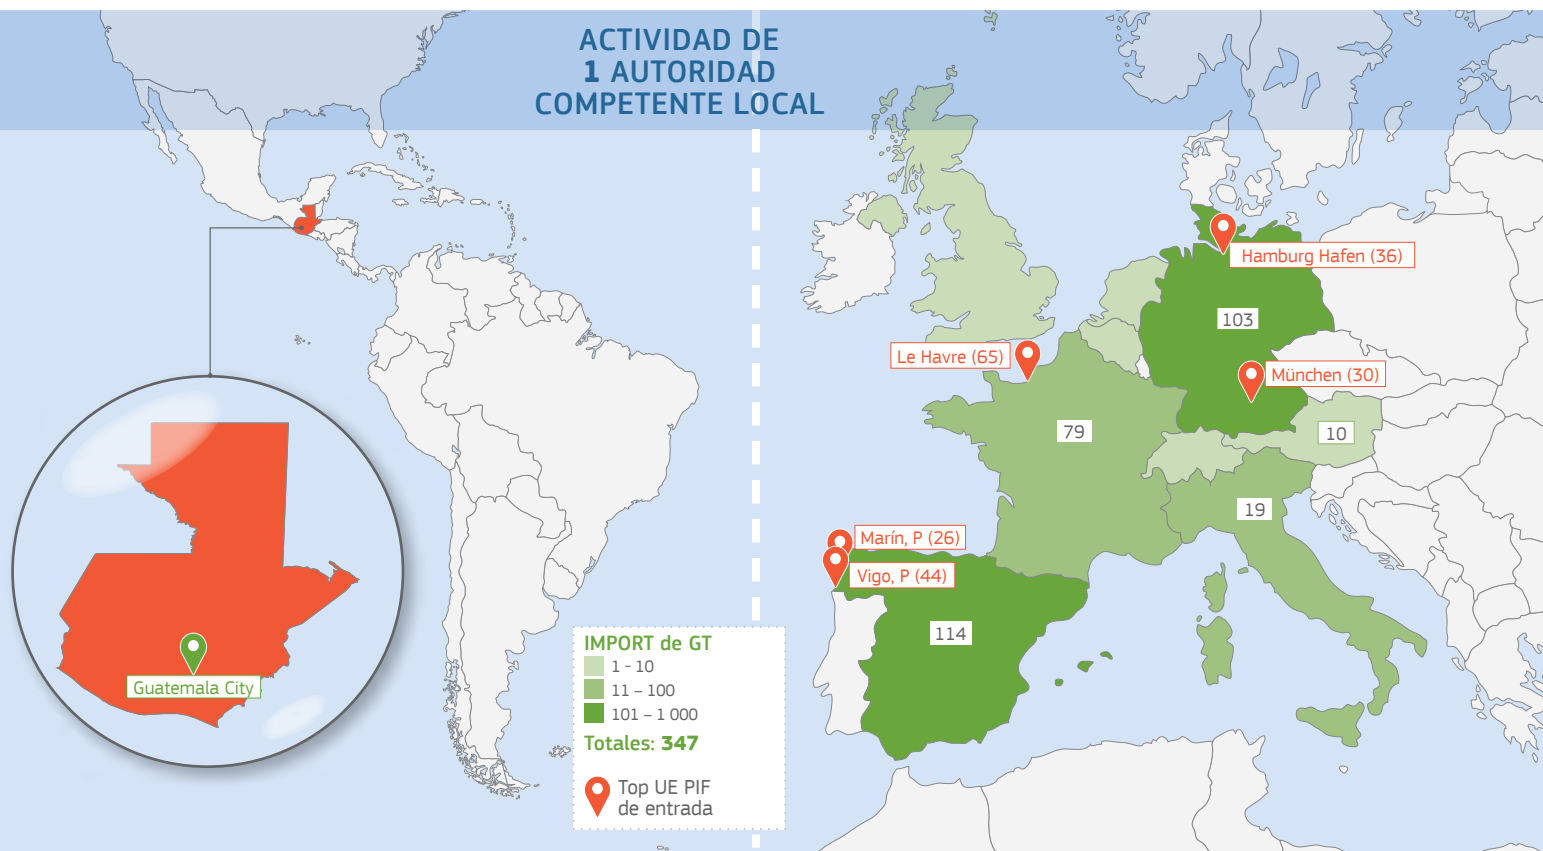 ACTIVIDAD DE
1 AUTORIDAD
COMPETENTE LOCAL
Hamburg Hafen (36)
103
Le Havre (65)
München (30)
79
10
19
Marín, P (26)
Vigo, P (44)
114
Guatemala City
IMPORT de GT
1 - 10
11 – 100
101 – 1 000
Totales: 347
Top UE PIF
de entrada